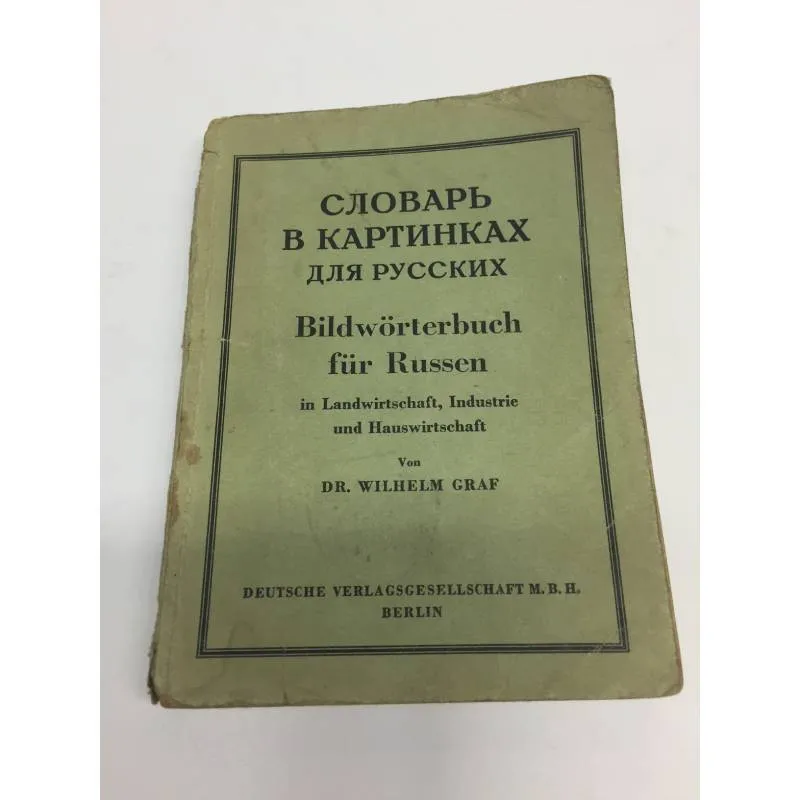 СЛОВАРЬ
В КАРТИНКАХ
ДЛЯ РУССКИХ
Bildwörterbuch
für Russen
in Landwirtschaft, Industrie
und Hauswirtschaft
Von
DR. WILHELM GRAF
DEUTSCHE VERLAGSGESELLSCHAFT M. B. H.
BERLIN